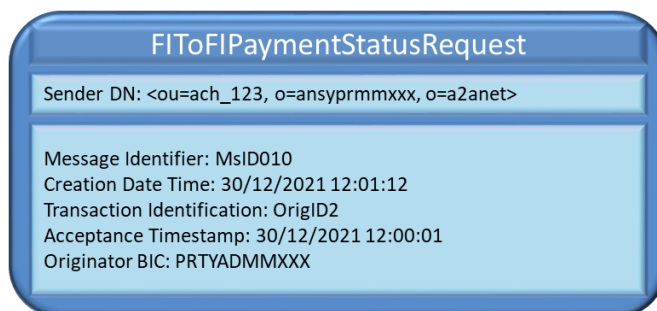 FIToFIPaymentStatusRequest
Sender DN: <ou=ach_123, o=ansyprmmxxx, o=a2anet>
Message Identifier: MsID010
Creation Date Time: 30/12/2021 12:01:12
Transaction Identification: OrigID2
Acceptance Timestamp: 30/12/2021 12:00:01
Originator BIC: PRTYADMMXXX